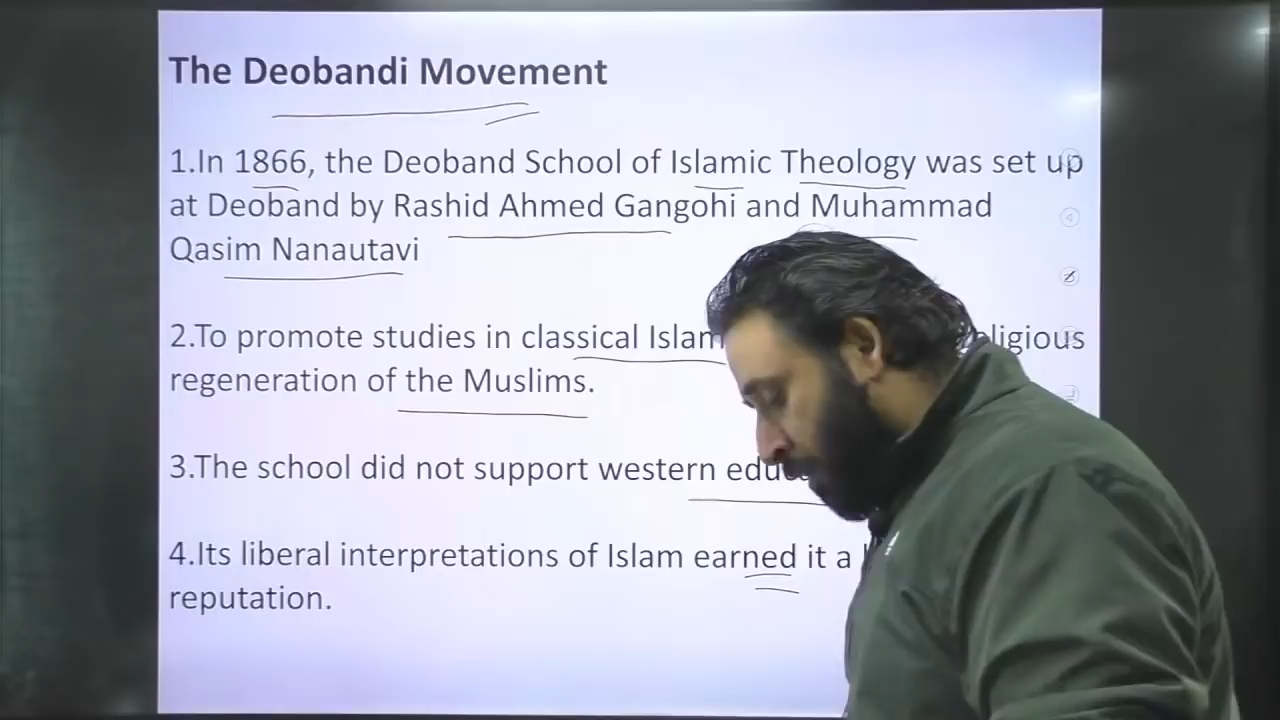 The Deobandi Movement
1.In 1866, the Deoband School of Islamic Theology was set up
at Deoband by Rashid Ahmed Gangohi and Muhammad
Qasim Nanautavi
2.To promote studies in classical
regeneration of the Muslims.
3.The school did not support western
4.Its liberal interpretations of Islam earned it a
reputation.